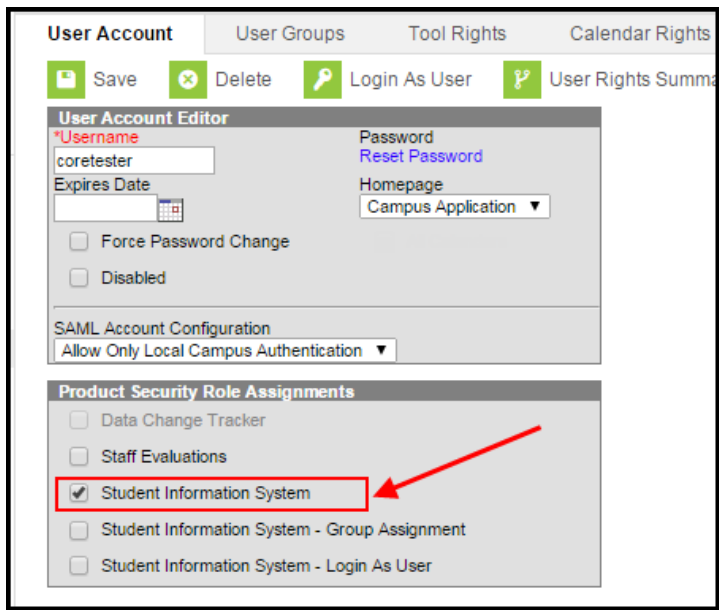 User Account User Groups Tool Rights Calendar Rights
Save Delete Login As User User Rights Summa
User Account Editor
*Username Password
coretester Reset Password
Expires Date Homepage
Campus Application
Force Password Change
Disabled
SAML Account Configuration
Allow Only Local Campus Authentication
Product Security Role Assignments
Data Change Tracker
Staff Evaluations
Student Information System
Student Information System - Group Assignment
Student Information System - Login As User